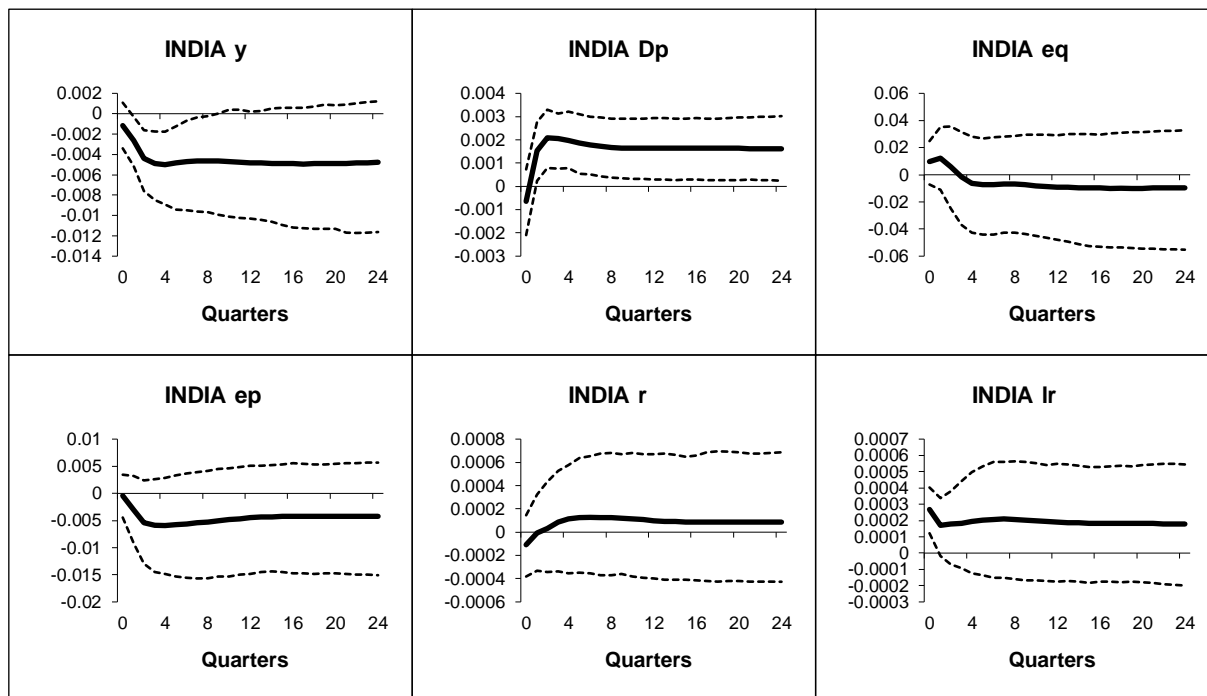 INDIA y
0.002
0
-0.002
-0.004
-0.006
-0.008
-0.01
-0.012
-0.014
0 4 8 12 16 20 24
Quarters
INDIA Dp
0.004
0.003
0.002
0.001
0
-0.001
-0.002
-0.003
0 4 8 12 16 20 24
Quarters
INDIA eq
0.06
0.04
0.02
0
-0.02
-0.04
-0.06
0 4 8 12 16 20 24
Quarters
INDIA ep
0.01
0.005
0
-0.005
-0.01
-0.015
-0.02
0 4 8 12 16 20 24
Quarters
INDIA r
0.0008
0.0006
0.0004
0.0002
0
-0.0002
-0.0004
-0.0006
0 4 8 12 16 20 24
Quarters
INDIA lr
0.0007
0.0006
0.0005
0.0004
0.0003
0.0002
0.0001
0
-0.0001
-0.0002
-0.0003
0 4 8 12 16 20 24
Quarters